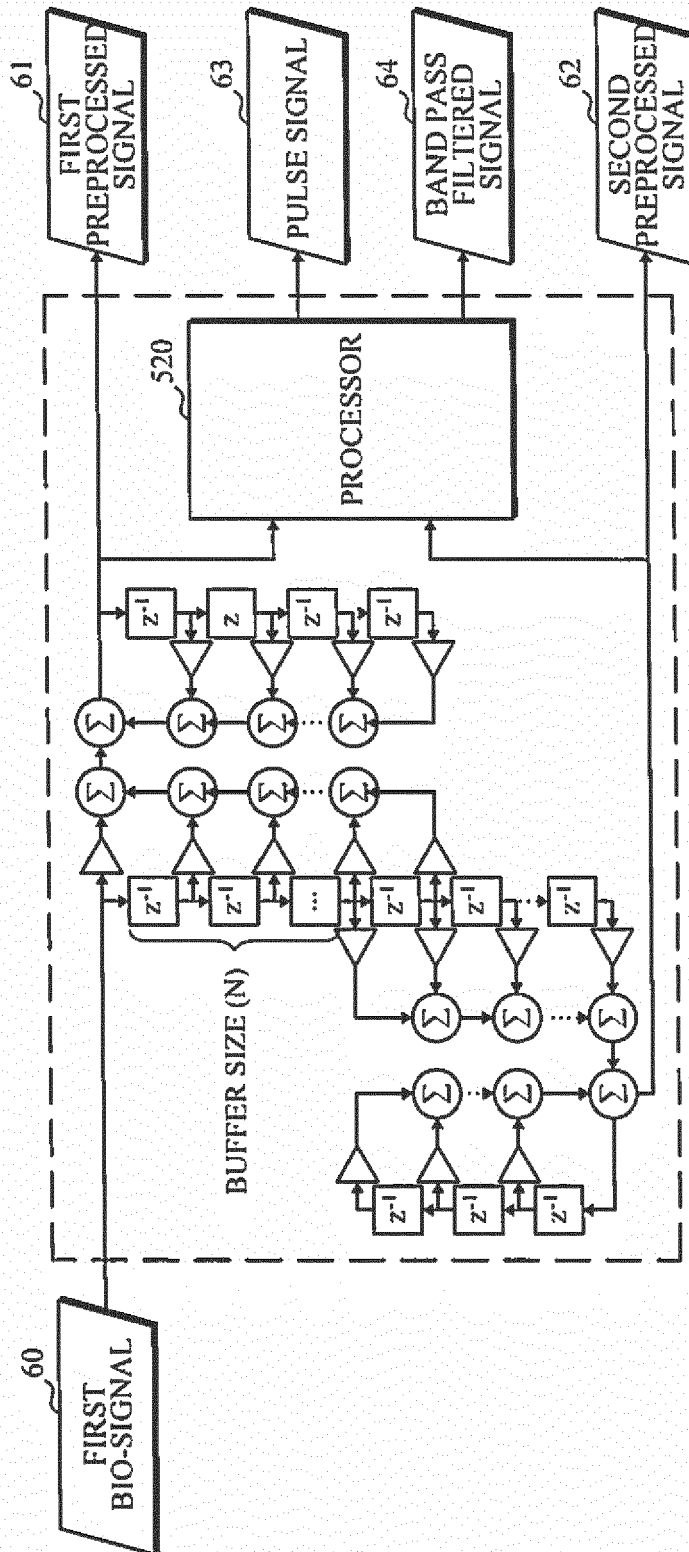 60
FIRST
BIO-SIGNAL
BUFFER SIZE (N)
z⁻¹
z⁻¹
...
z⁻¹
z⁻¹
...
z⁻¹
Σ
Σ
Σ
...
Σ
Σ
Σ
Σ
...
Σ
z⁻¹
z
z⁻¹
...
z⁻¹
z⁻¹
z⁻¹
z⁻¹
Σ
...
Σ
Σ
Σ
Σ
...
Σ
520
PROCESSOR
61
FIRST
PREPROCESSED
SIGNAL
63
PULSE SIGNAL
64
BAND PASS
FILTERED
SIGNAL
62
SECOND
PREPROCESSED
SIGNAL